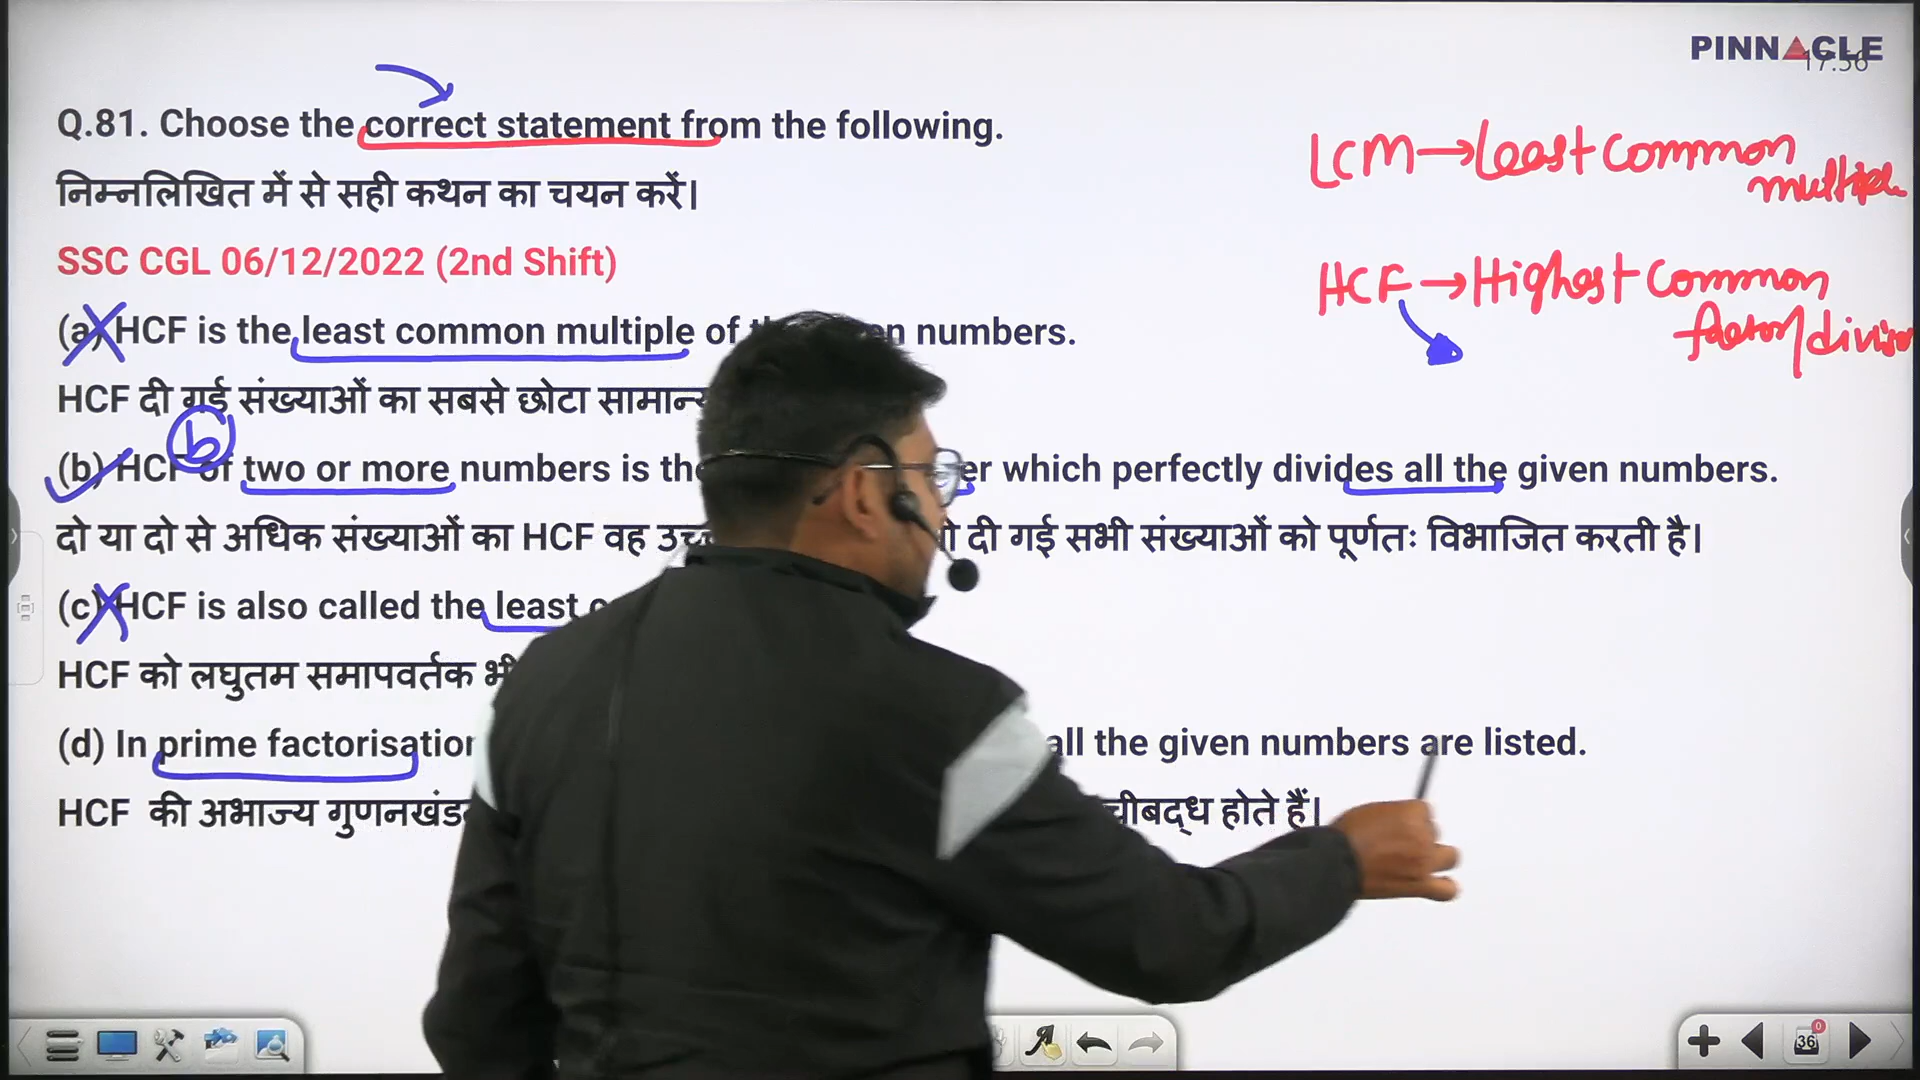 PINNACLE
17:56
Q.81. Choose the correct statement from the following.
निम्नलिखित में से सही कथन का चयन करें।
SSC CGL 06/12/2022 (2nd Shift)
(a) HCF is the least common multiple of numbers.
HCF दी गई संख्याओं का सबसे छोटा
b
(b) HCF of two or more numbers is the which perfectly divides all the given numbers.
दो या दो से अधिक संख्याओं का HCF वह दी गई सभी संख्याओं को पूर्णतः विभाजित करती है।
(c) HCF is also called the least
HCF को लघुतम समापवर्तक
(d) In prime factorisation all the given numbers are listed.
HCF की अभाज्य होते हैं।
LCM → Least Common
multiple
HCF → Highest Common
factor/divisor
36
0